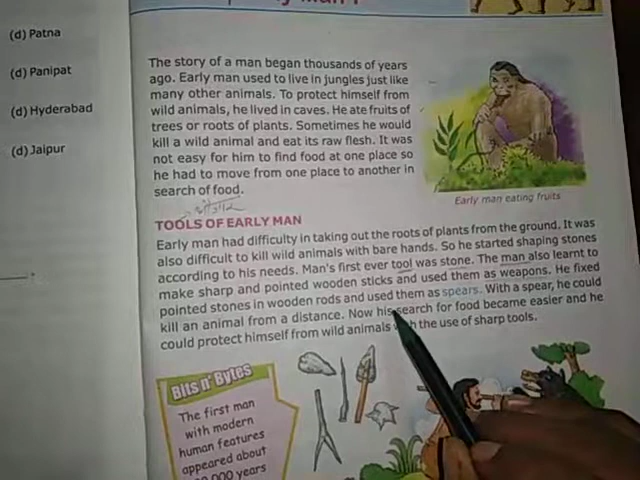 Early Man
(d) Patna
(d) Panipat
(d) Hyderabad
(d) Jaipur
The story of a man began thousands of years
ago. Early man used to live in jungles just like
many other animals. To protect himself from
wild animals, he lived in caves. He ate fruits of
trees or roots of plants. Sometimes he would
kill a wild animal and eat its raw flesh. It was
not easy for him to find food at one place so
he had to move from one place to another in
search of food.
Early man eating fruits
TOOLS OF EARLY MAN
Early man had difficulty in taking out the roots of plants from the ground. It was
also difficult to kill wild animals with bare hands. So he started shaping stones
according to his needs. Man's first ever tool was stone. The man also learnt to
make sharp and pointed wooden sticks and used them as weapons. He fixed
pointed stones in wooden rods and used them as spears. With a spear, he could
kill an animal from a distance. Now his search for food became easier and he
could protect himself from wild animals the use of sharp tools.
Bits n' Bytes
The first man
with modern
human features
appeared about
000 years